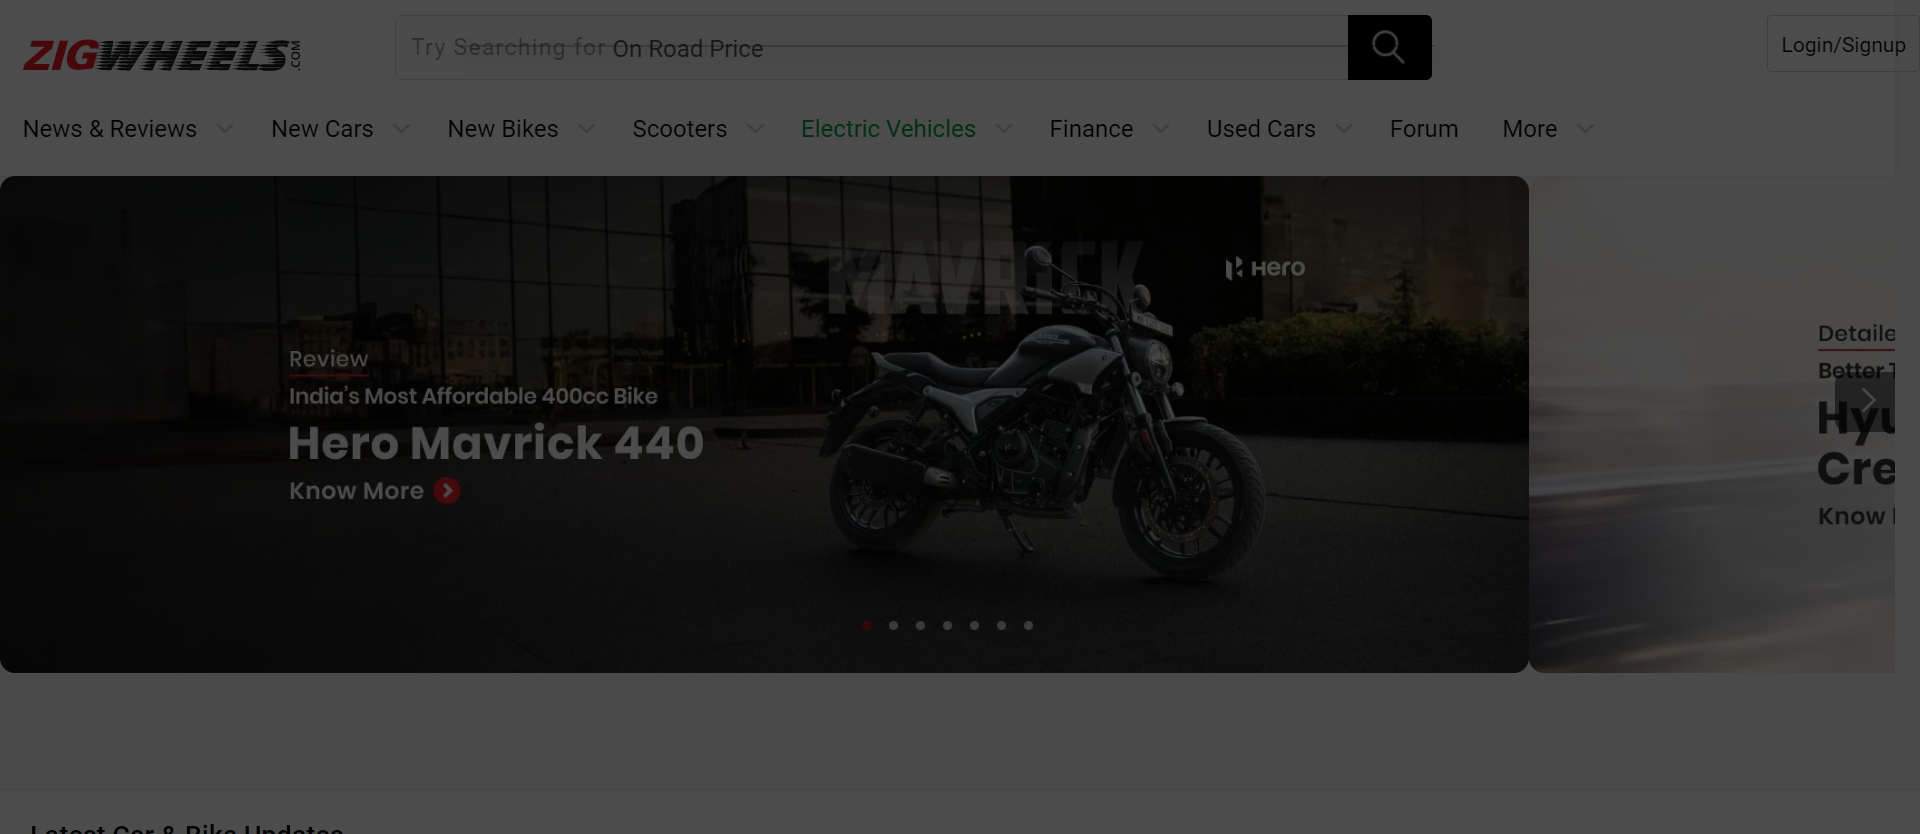 ZIGWHEELS.COM
Try Searching for On Road Price
Login/Signup
News & Reviews
New Cars
New Bikes
Scooters
Electric Vehicles
Finance
Used Cars
Forum
More
MAVRICK
Hero
Review
India's Most Affordable 400cc Bike
Hero Mavrick 440
Know More
Detaile
Better T
Hyu
Cre
Know
Latest Car & Bike Updates